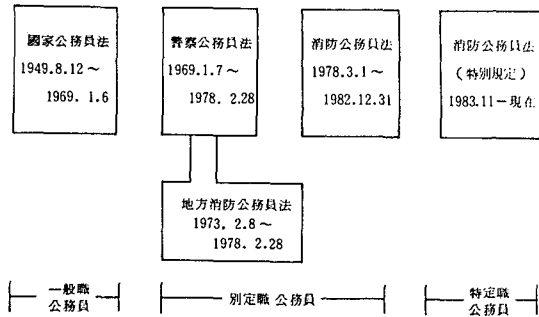 國家公務員法
1949.8.12～
1969. 1.6
警察公務員法
1969.1.7～
1978. 2.28
消防公務員法
1978.3.1～
1982.12.31
消防公務員法
（特別規定）
1983.11－現在
地方消防公務員法
1973. 2.8～
1978. 2.28
一般職
公務員
別定職 公務員
特定職
公務員